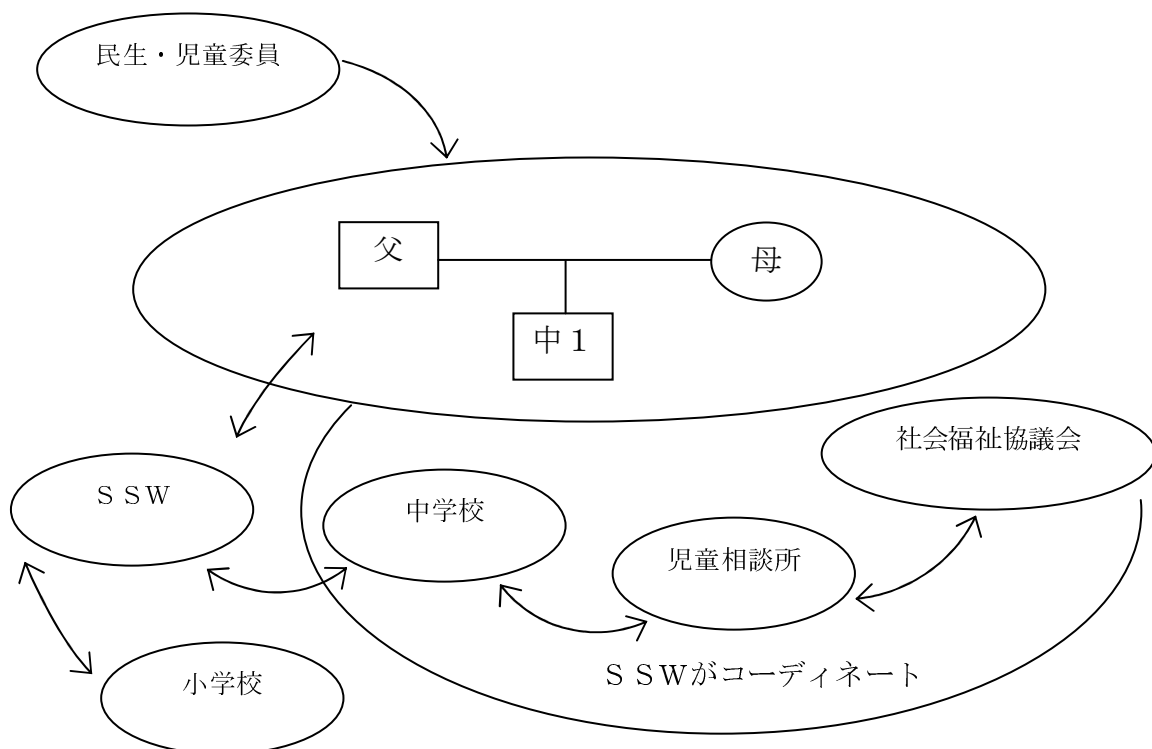 民生・児童委員
父
母
中１
社会福祉協議会
ＳＳＷ
中学校
児童相談所
ＳＳＷがコーディネート
小学校